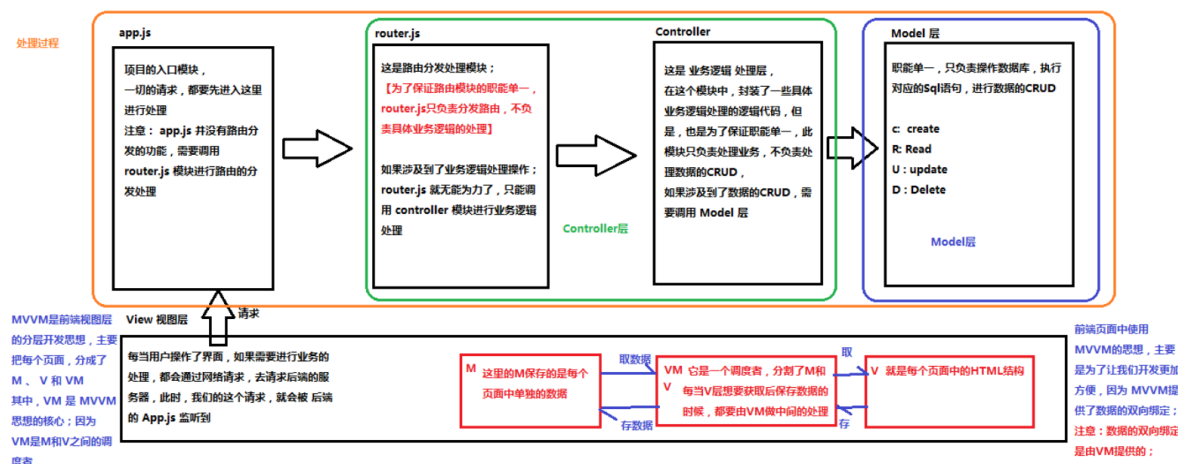 处理过程
app.js
项目的入口模块，
一切的请求，都要先进入这里
进行处理
注意： app.js 并没有路由分
发的功能，需要调用
router.js 模块进行路由的分
发处理
router.js
这是路由分发处理模块；
【为了保证路由模块的职能单一，
router.js只负责分发路由，不负
责具体业务逻辑的处理】
如果涉及到了业务逻辑处理操作；
router.js 就无能为力了，只能调
用 controller 模块进行业务逻辑
处理
Controller层
Controller
这是 业务逻辑 处理层，
在这个模块中，封装了一些具体
业务逻辑处理的逻辑代码，但
是，也是为了保证职能单一，此
模块只负责处理业务，不负责处
理数据的CRUD，
如果涉及到了数据的CRUD，需
要调用 Model 层
Model 层
职能单一，只负责操作数据库，执行
对应的Sql语句，进行数据的CRUD
c: create
R: Read
U : update
D : Delete
Model层
请求
MVVM是前端视图层
的分层开发思想，主要
把每个页面，分成了
M 、 V 和 VM
其中，VM 是 MVVM
思想的核心；因为
VM是M和V之间的调
度者
View 视图层
每当用户操作了界面，如果需要进行业务的
处理，都会通过网络请求，去请求后端的服
务器，此时，我们的这个请求，就会被 后端
的 App.js 监听到
M 这里的M保存的是每个
页面中单独的数据
取数据
存数据
VM 它是一个调度者，分割了M和
V 每当V层想要获取后保存数据的
时候，都要由VM做中间的处理
取
存
V 就是每个页面中的HTML结构
前端页面中使用
MVVM的思想，主要
是为了让我们开发更加
方便，因为 MVVM提
供了数据的双向绑定；
注意：数据的双向绑定
是由VM提供的；